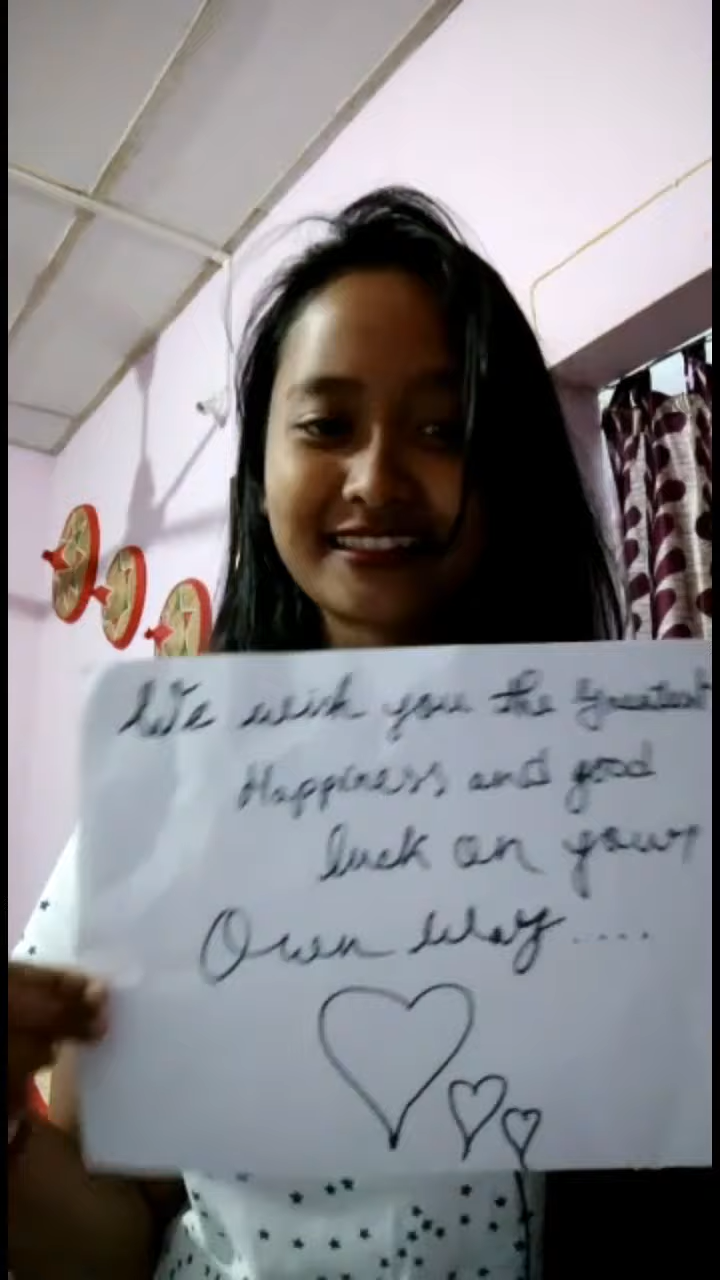 We wish you the Greatest
Happiness and good
luck on your
Own Way.....